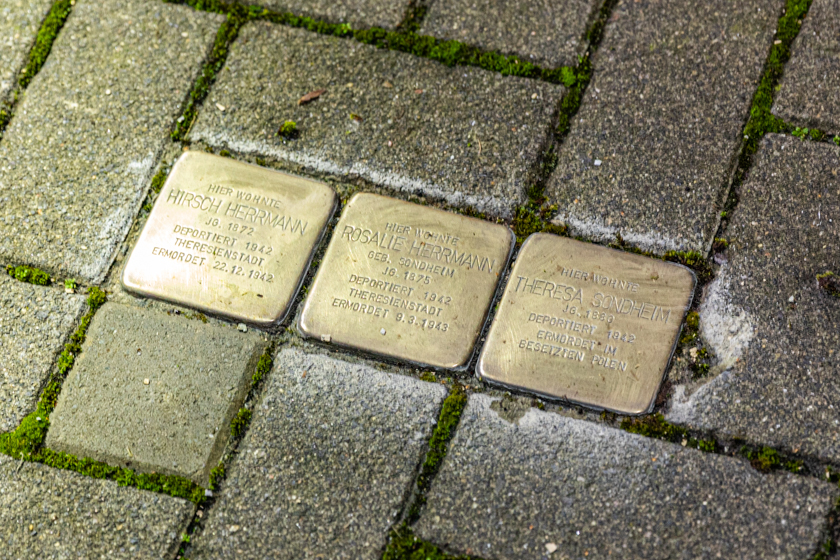 HIER WOHNTE
HIRSCH HERRMANN
JG. 1872
DEPORTIERT 1942
THERESIENSTADT
ERMORDET 22.12.1942
HIER WOHNTE
ROSALIE HERRMANN
GEB. SONDHEIM
JG. 1875
DEPORTIERT 1942
THERESIENSTADT
ERMORDET 9.3.1943
HIER WOHNTE
THERESA SONDHEIM
JG.
DEPORTIERT 1942
ERMORDET IM
BESETZTEN POLEN